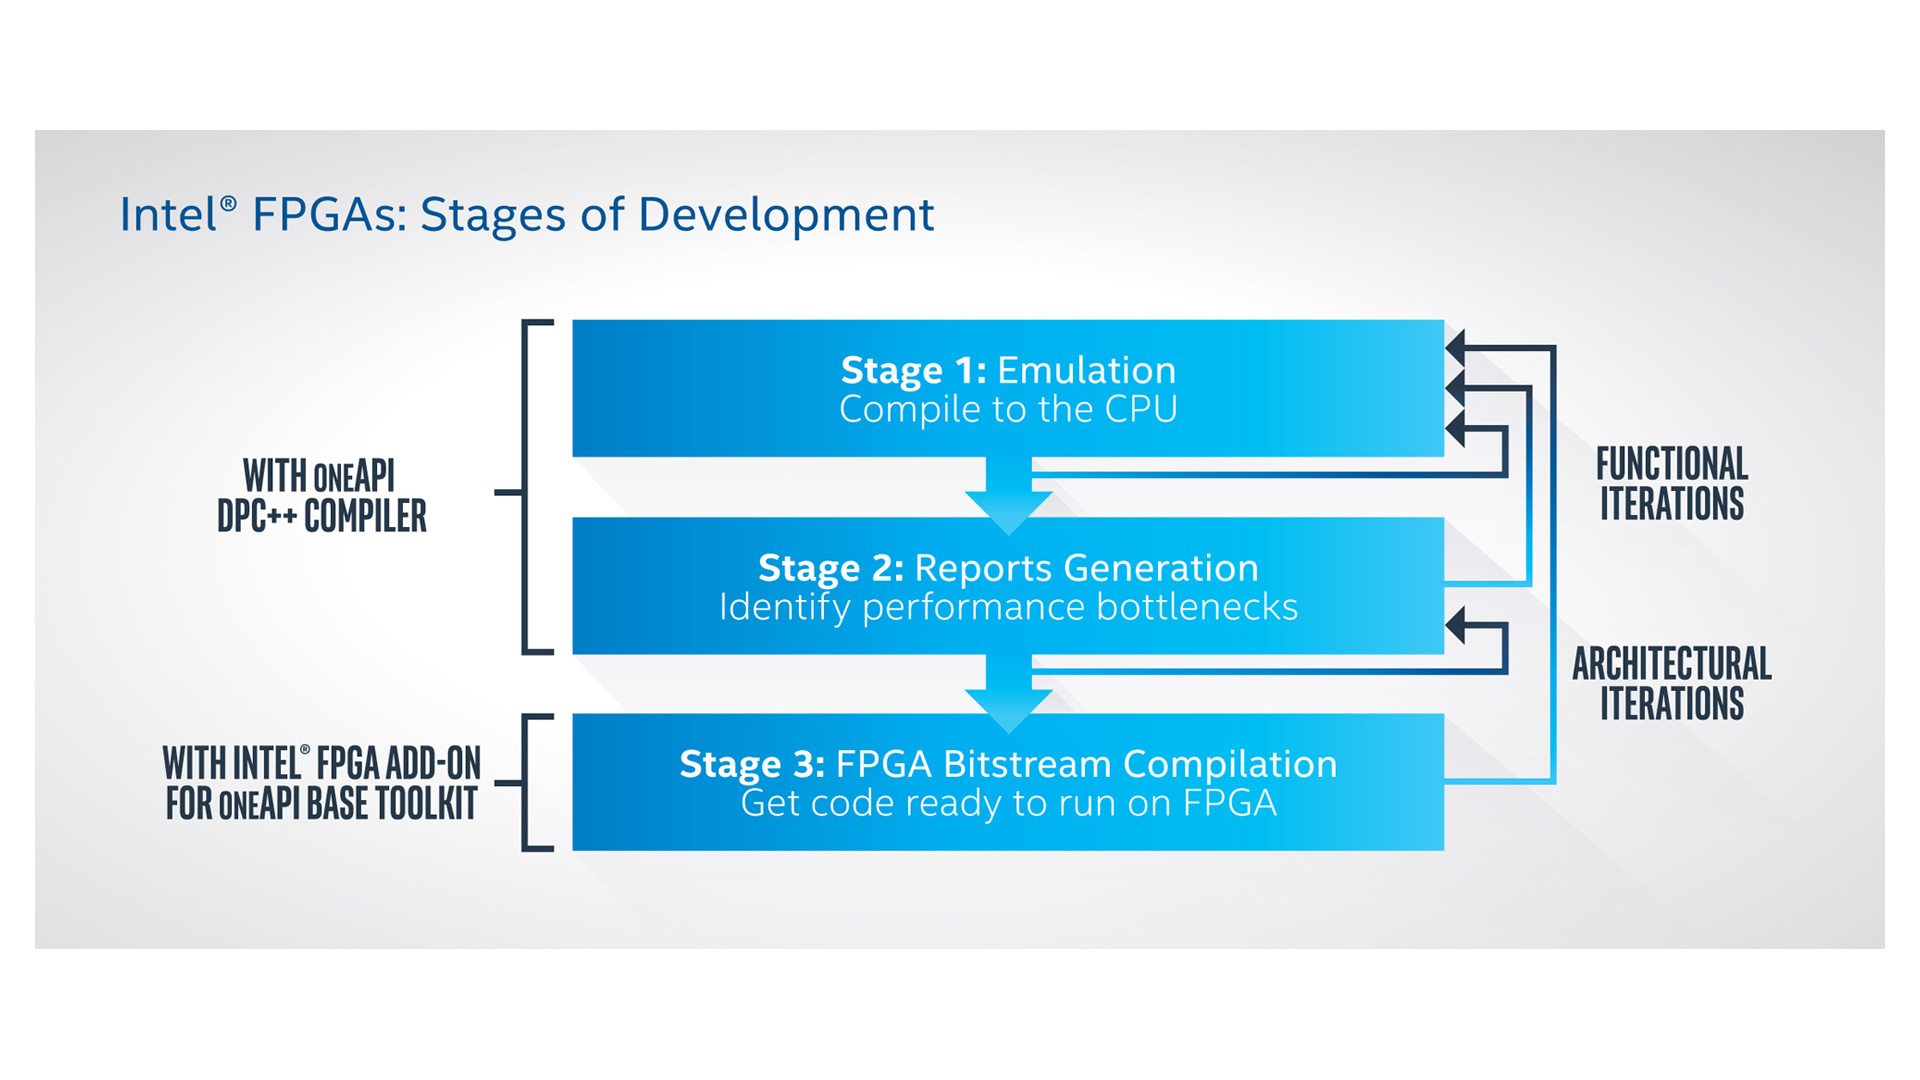 Intel® FPGAs: Stages of Development
Stage 1: Emulation
Compile to the CPU
WITH ONEAPI
DPC++ COMPILER
FUNCTIONAL
ITERATIONS
Stage 2: Reports Generation
Identify performance bottlenecks
ARCHITECTURAL
ITERATIONS
WITH INTEL® FPGA ADD-ON
FOR ONEAPI BASE TOOLKIT
Stage 3: FPGA Bitstream Compilation
Get code ready to run on FPGA